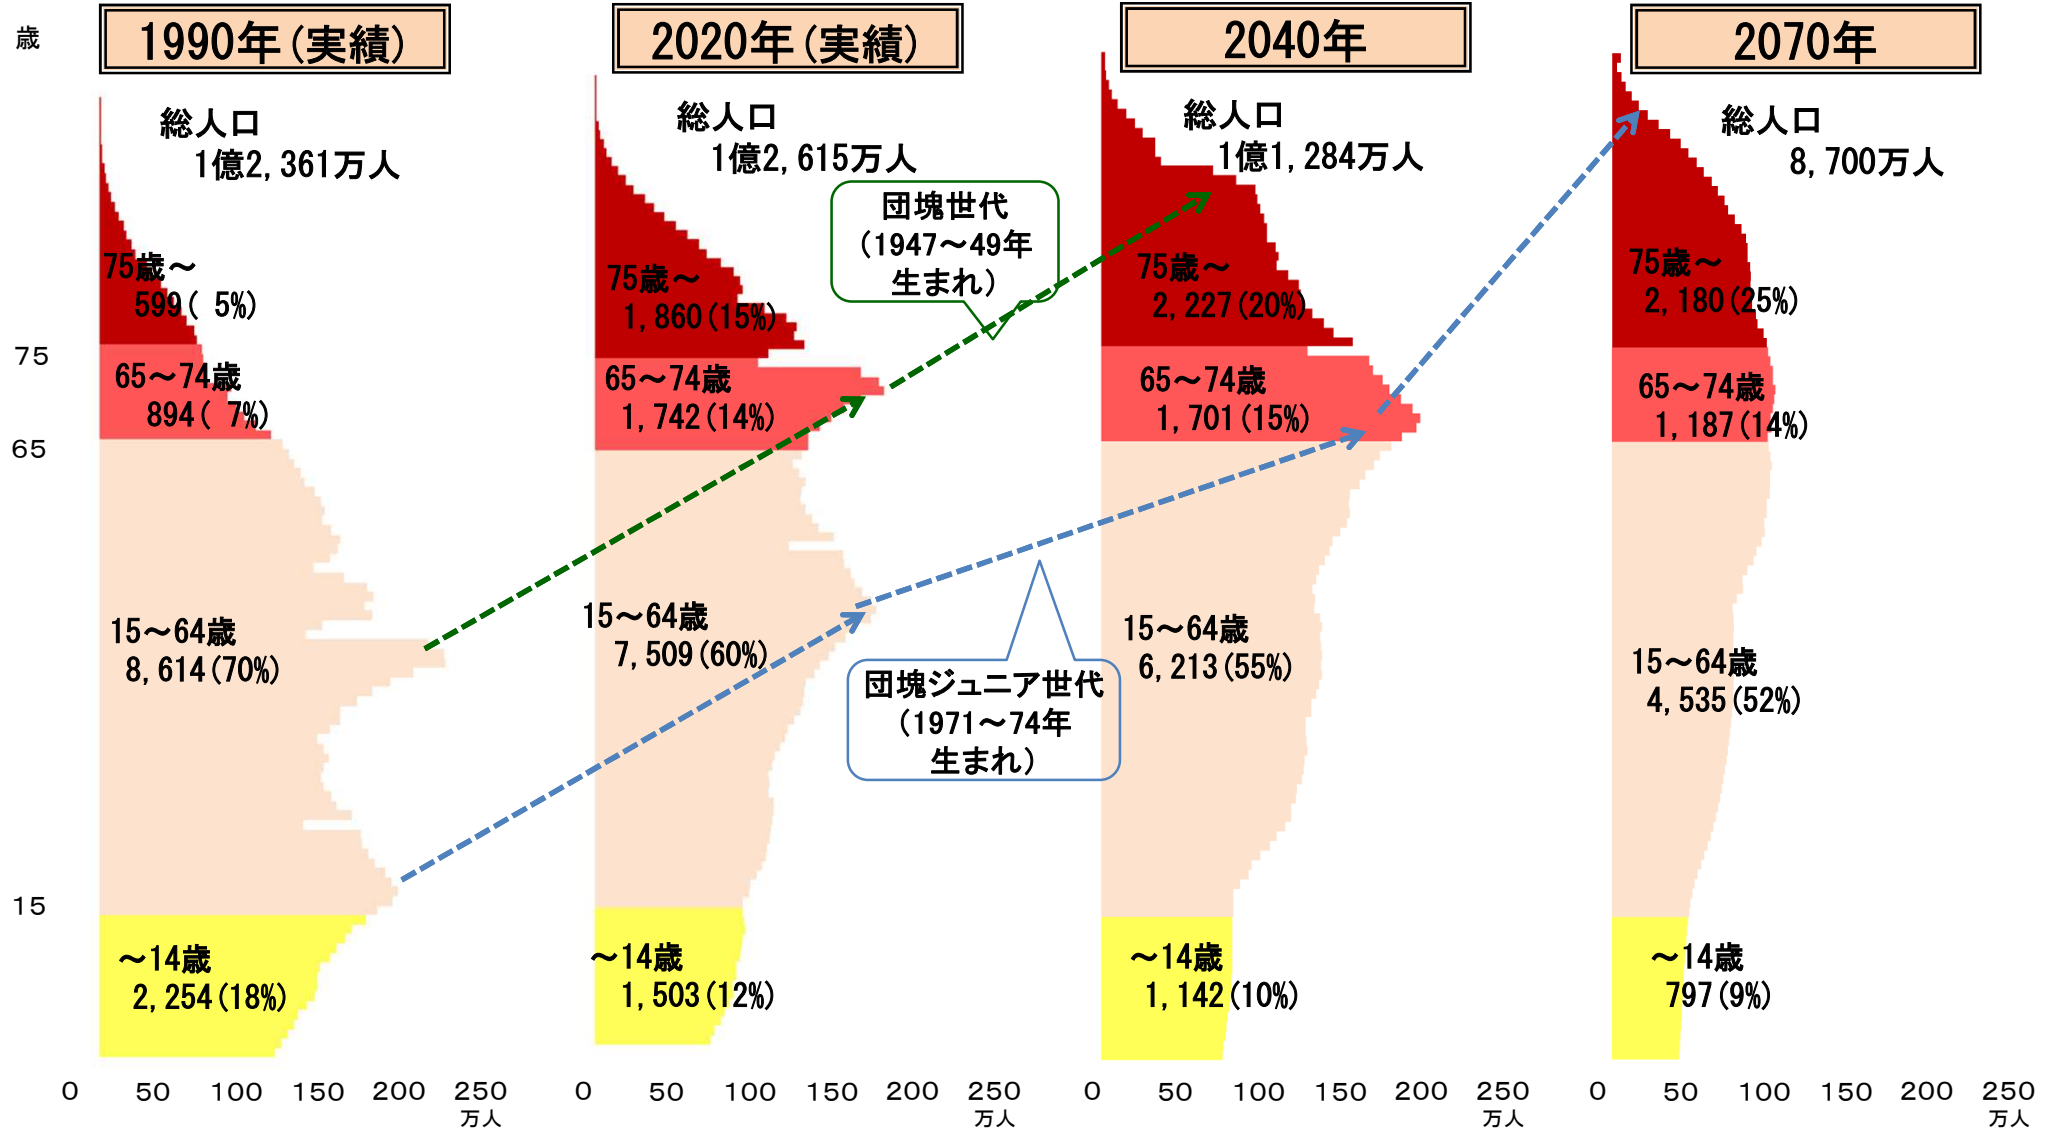 歳
1990年(実績)
総人口
1億2,361万人
75歳～
599( 5%)
65～74歳
894( 7%)
15～64歳
8,614(70%)
～14歳
2,254(18%)
75
65
15
0 50 100 150 200 250
万人
2020年(実績)
総人口
1億2,615万人
75歳～
1,860(15%)
65～74歳
1,742(14%)
15～64歳
7,509(60%)
～14歳
1,503(12%)
0 50 100 150 200 250
万人
団塊世代
(1947～49年
生まれ)
団塊ジュニア世代
(1971～74年
生まれ)
2040年
総人口
1億1,284万人
75歳～
2,227(20%)
65～74歳
1,701(15%)
15～64歳
6,213(55%)
～14歳
1,142(10%)
0 50 100 150 200 250
万人
2070年
総人口
8,700万人
75歳～
2,180(25%)
65～74歳
1,187(14%)
15～64歳
4,535(52%)
～14歳
797(9%)
0 50 100 150 200 250
万人